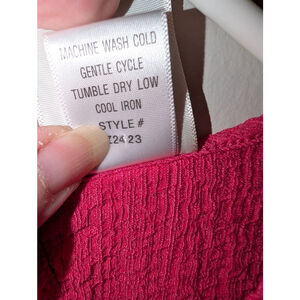 MACHINE WASH COLD
GENTLE CYCLE
TUMBLE DRY LOW
COOL IRON
STYLE #